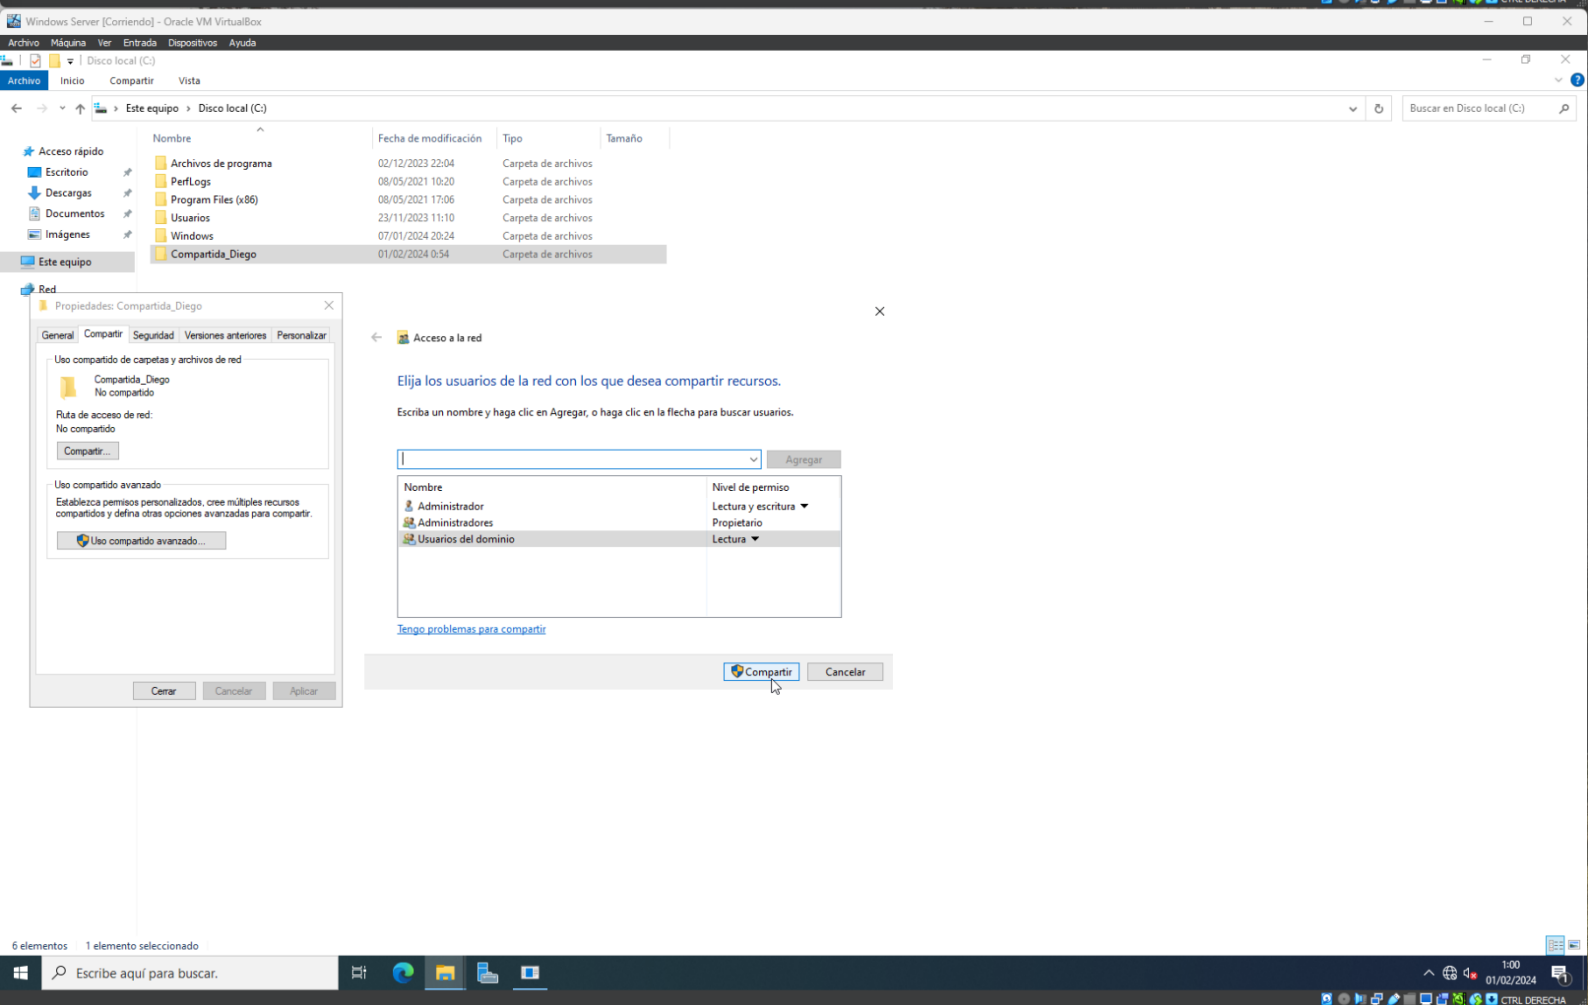 CTRL DERECHA
Windows Server [Corriendo] - Oracle VM VirtualBox
Archivo Máquina Ver Entrada Dispositivos Ayuda
Disco local (C:)
Archivo Inicio Compartir Vista
Este equipo > Disco local (C:)
Buscar en Disco local (C:)
Nombre Fecha de modificación Tipo Tamaño
Acceso rápido
Escritorio
Descargas
Documentos
Imágenes
Este equipo
Red
Archivos de programa 02/12/2023 22:04 Carpeta de archivos
PerfLogs 08/05/2021 10:20 Carpeta de archivos
Program Files (x86) 08/05/2021 17:06 Carpeta de archivos
Usuarios 23/11/2023 11:10 Carpeta de archivos
Windows 07/01/2024 20:24 Carpeta de archivos
Compartida_Diego 01/02/2024 0:54 Carpeta de archivos
Propiedades: Compartida_Diego
General Compartir Seguridad Versiones anteriores Personalizar
Uso compartido de carpetas y archivos de red
Compartida_Diego
No compartido
Ruta de acceso de red:
No compartido
Compartir...
Uso compartido avanzado
Establezca permisos personalizados, cree múltiples recursos
compartidos y defina otras opciones avanzadas para compartir.
Uso compartido avanzado...
Cerrar Cancelar Aplicar
Acceso a la red
Elija los usuarios de la red con los que desea compartir recursos.
Escriba un nombre y haga clic en Agregar, o haga clic en la flecha para buscar usuarios.
Agregar
Nombre Nivel de permiso
Administrador Lectura y escritura
Administradores Propietario
Usuarios del dominio Lectura
Tengo problemas para compartir
Compartir Cancelar
6 elementos 1 elemento seleccionado
Escribe aquí para buscar.
1:00
01/02/2024
1
CTRL DERECHA